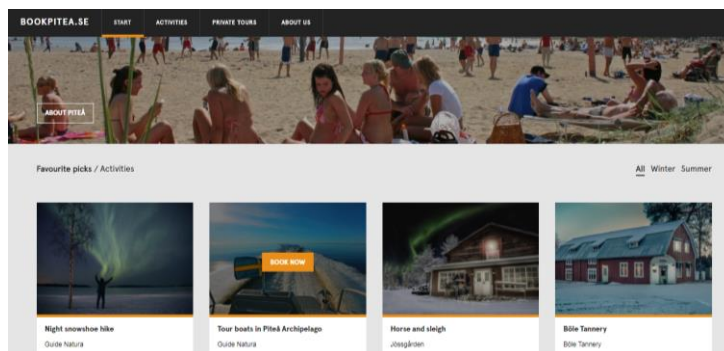 BOOKPITEA.SE START ACTIVITIES PRIVATE TOURS ABOUT US
ABOUT PITEÅ
Favourite picks / Activities All Winter Summer
BOOK NOW
Night snowshoe hike
Guide Natura
Tour boats in Piteå Archipelago
Guide Natura
Horse and sleigh
Jössgården
Böle Tannery
Böle Tannery